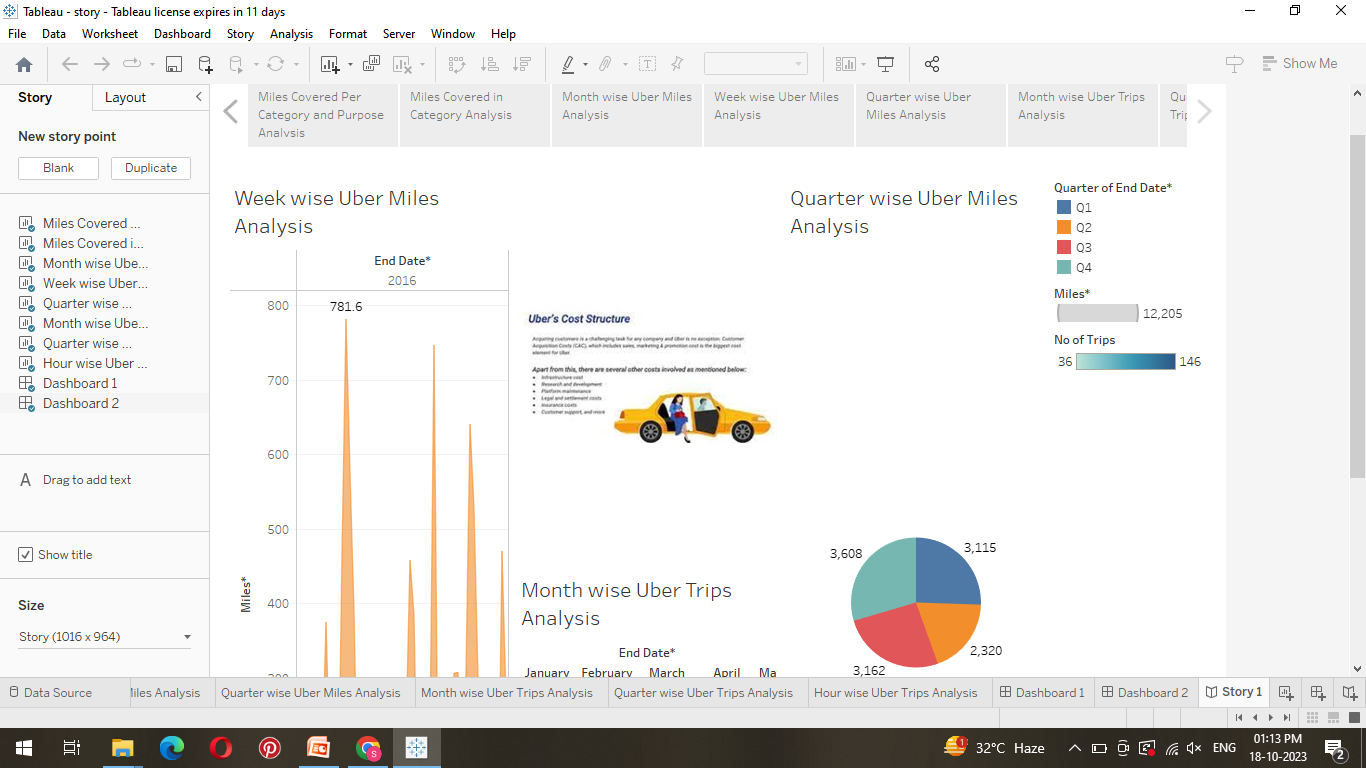 Tableau - story - Tableau license expires in 11 days
File Data Worksheet Dashboard Story Analysis Format Server Window Help
Show Me
Story Layout
New story point
Blank Duplicate
Miles Covered ...
Miles Covered i...
Month wise Ube...
Week wise Uber...
Quarter wise ...
Month wise Ube...
Quarter wise ...
Hour wise Uber ...
Dashboard 1
Dashboard 2
A Drag to add text
Show title
Size
Story (1016 x 964)
Miles Covered Per
Category and Purpose
Analysis
Miles Covered in
Category Analysis
Month wise Uber Miles
Analysis
Week wise Uber Miles
Analysis
Quarter wise Uber
Miles Analysis
Month wise Uber Trips
Analysis
Qua
Trip
Week wise Uber Miles
Analysis
End Date*
2016
800
700
600
500
400
300
781.6
Miles*
Uber's Cost Structure
Acquiring customers is a challenging task for any company and Uber is no exception. Customer
Acquisition Costs (CAC), which includes sales, marketing & promotion cost is the biggest cost
element for Uber.
Apart from this, there are several other costs involved as mentioned below:
• Infrastructure cost
• Research and development
• Platform maintenance
• Legal and settlement costs
• Insurance costs
• Customer support, and more
Month wise Uber Trips
Analysis
End Date*
January February March April Ma
Quarter wise Uber Miles
Analysis
3,608
3,115
2,320
3,162
Quarter of End Date*
Q1
Q2
Q3
Q4
Miles*
12,205
No of Trips
36 146
Data Source
Miles Analysis
Quarter wise Uber Miles Analysis
Month wise Uber Trips Analysis
Quarter wise Uber Trips Analysis
Hour wise Uber Trips Analysis
Dashboard 1
Dashboard 2
Story 1
S
1
32°C Haze
ENG
01:13 PM
18-10-2023
2